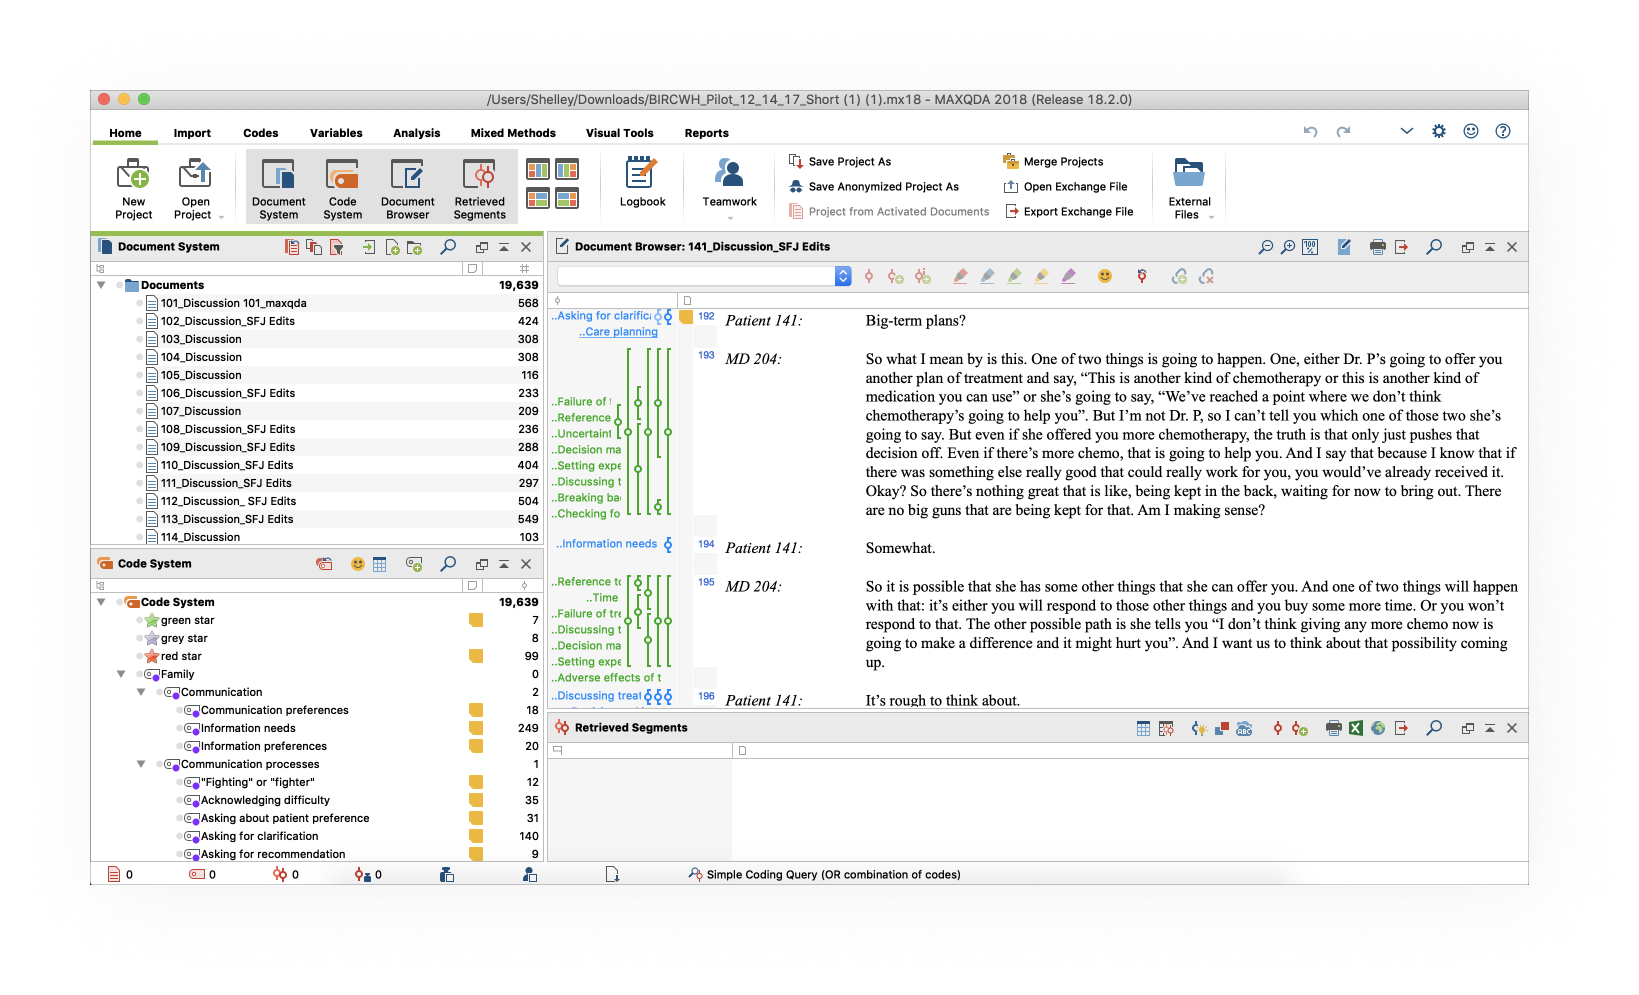 /Users/Shelley/Downloads/BIRCWH_Pilot_12_14_17_Short (1) (1).mx18 - MAXQDA 2018 (Release 18.2.0)
Home Import Codes Variables Analysis Mixed Methods Visual Tools Reports
New Project
Open Project
Document System
Code System
Document Browser
Retrieved Segments
Logbook
Teamwork
Save Project As
Save Anonymized Project As
Project from Activated Documents
Merge Projects
Open Exchange File
Export Exchange File
External Files
Document System
Documents 19,639
101_Discussion 101_maxqda 568
102_Discussion_SFJ Edits 424
103_Discussion 308
104_Discussion 308
105_Discussion 116
106_Discussion_SFJ Edits 233
107_Discussion 209
108_Discussion_SFJ Edits 236
109_Discussion_SFJ Edits 288
110_Discussion_SFJ Edits 404
111_Discussion_SFJ Edits 297
112_Discussion_ SFJ Edits 504
113_Discussion_SFJ Edits 549
114_Discussion 103
Code System
Code System 19,639
green star 7
grey star 8
red star 99
Family 0
Communication 2
Communication preferences 18
Information needs 249
Information preferences 20
Communication processes 1
"Fighting" or "fighter" 12
Acknowledging difficulty 35
Asking about patient preference 31
Asking for clarification 140
Asking for recommendation 9
Document Browser: 141_Discussion_SFJ Edits
100 %
..Asking for clarifica
..Care planning
..Failure of t
..Reference
..Uncertaint
..Decision ma
..Setting expe
..Discussing t
..Breaking ba
..Checking fo
..Information needs
..Reference to
..Time
..Failure of tre
..Discussing t
..Decision ma
..Setting expe
..Adverse effects of t
..Discussing treat
192 Patient 141: Big-term plans?
193 MD 204: So what I mean by is this. One of two things is going to happen. One, either Dr. P’s going to offer you
another plan of treatment and say, “This is another kind of chemotherapy or this is another kind of
medication you can use” or she’s going to say, “We’ve reached a point where we don’t think
chemotherapy’s going to help you”. But I’m not Dr. P, so I can’t tell you which one of those two she’s
going to say. But even if she offered you more chemotherapy, the truth is that only just pushes that
decision off. Even if there’s more chemo, that is going to help you. And I say that because I know that if
there was something else really good that could really work for you, you would’ve already received it.
Okay? So there’s nothing great that is like, being kept in the back, waiting for now to bring out. There
are no big guns that are being kept for that. Am I making sense?
194 Patient 141: Somewhat.
195 MD 204: So it is possible that she has some other things that she can offer you. And one of two things will happen
with that: it’s either you will respond to those other things and you buy some more time. Or you won’t
respond to that. The other possible path is she tells you “I don’t think giving any more chemo now is
going to make a difference and it might hurt you”. And I want us to think about that possibility coming
up.
196 Patient 141: It’s rough to think about.
Retrieved Segments
0 0 0 0
Simple Coding Query (OR combination of codes)